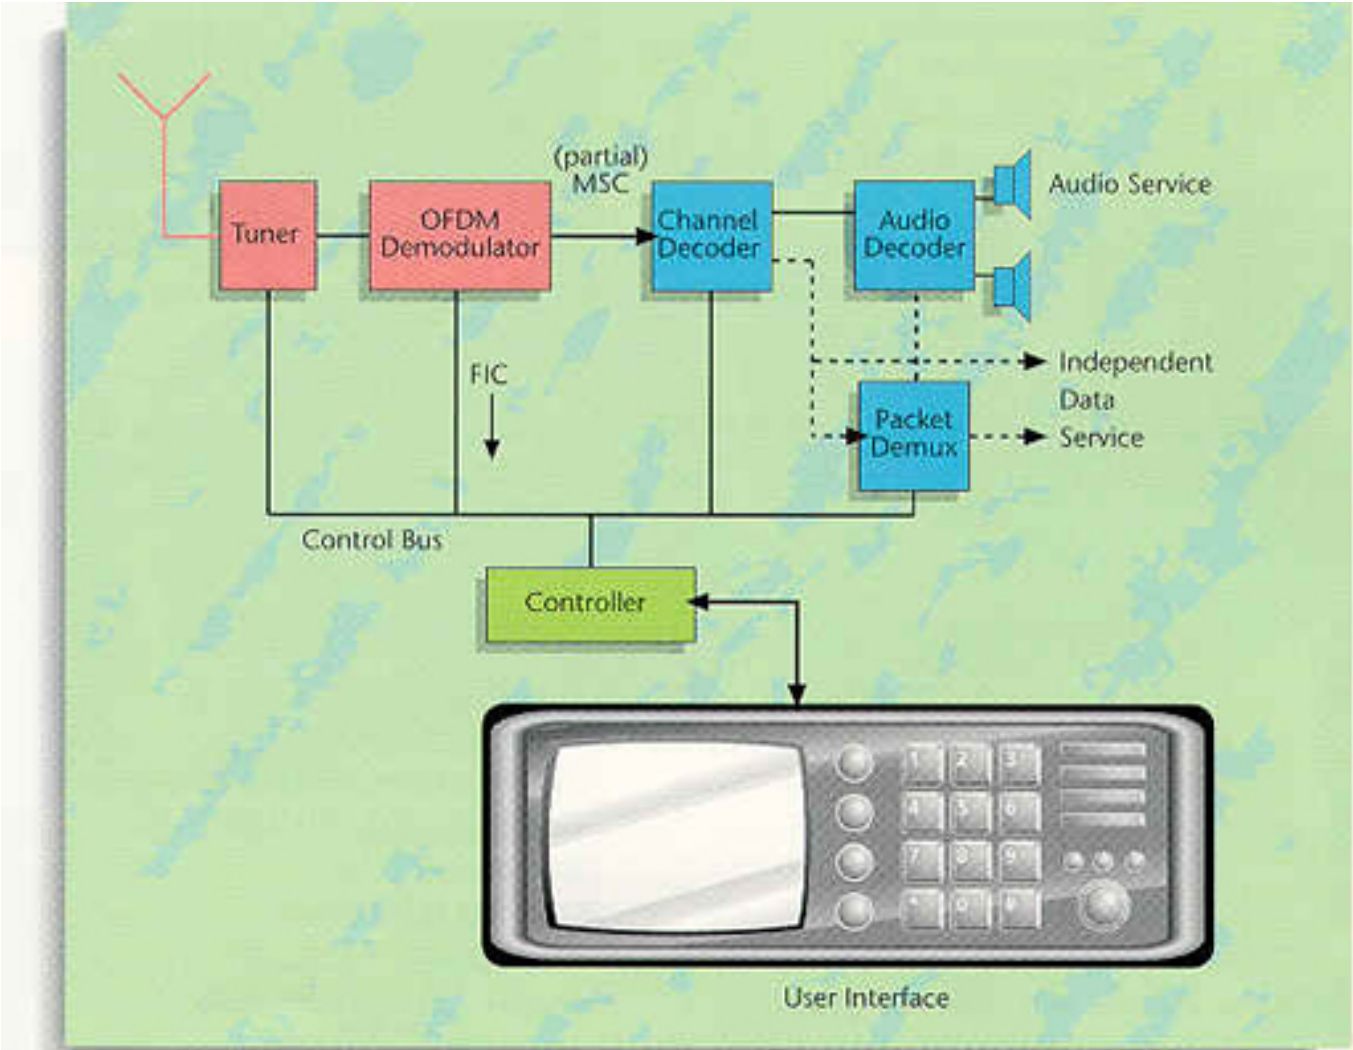 (partial)
MSC
Tuner
OFDM
Demodulator
Channel
Decoder
Audio
Decoder
Audio Service
FIC
Independent
Data
Service
Packet
Demux
Control Bus
Controller
1 2 3
4 5 6
7 8 9
* 0 #
User Interface